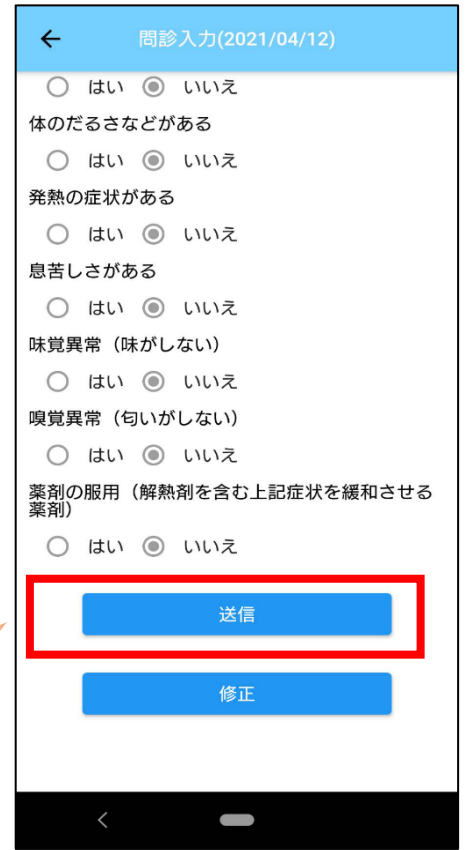 問診入力(2021/04/12)
はい いいえ
体のだるさなどがある
はい いいえ
発熱の症状がある
はい いいえ
息苦しさがある
はい いいえ
味覚異常（味がしない）
はい いいえ
嗅覚異常（匂いがしない）
はい いいえ
薬剤の服用（解熱剤を含む上記症状を緩和させる
薬剤)
はい いいえ
送信
修正